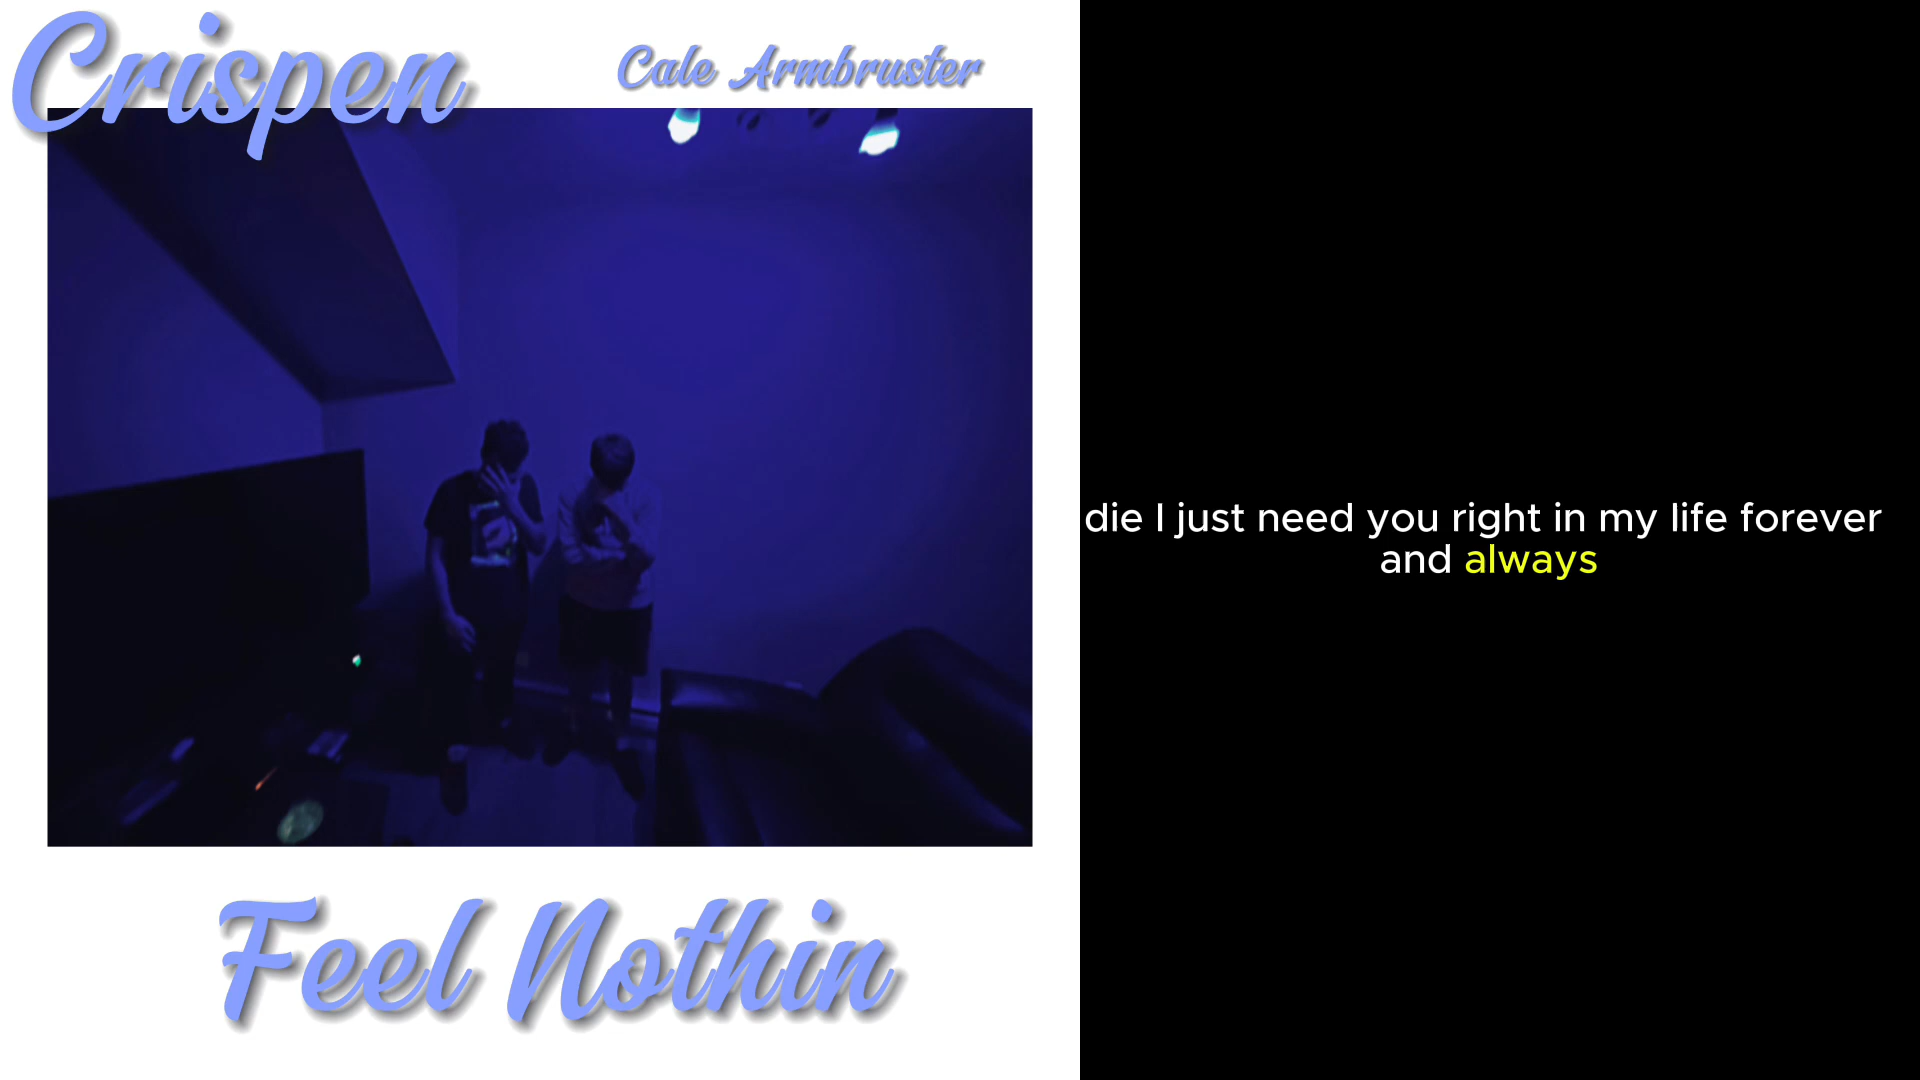 Crispen
Cale Armbruster
Feel Nothin
die I just need you right in my life forever
and always